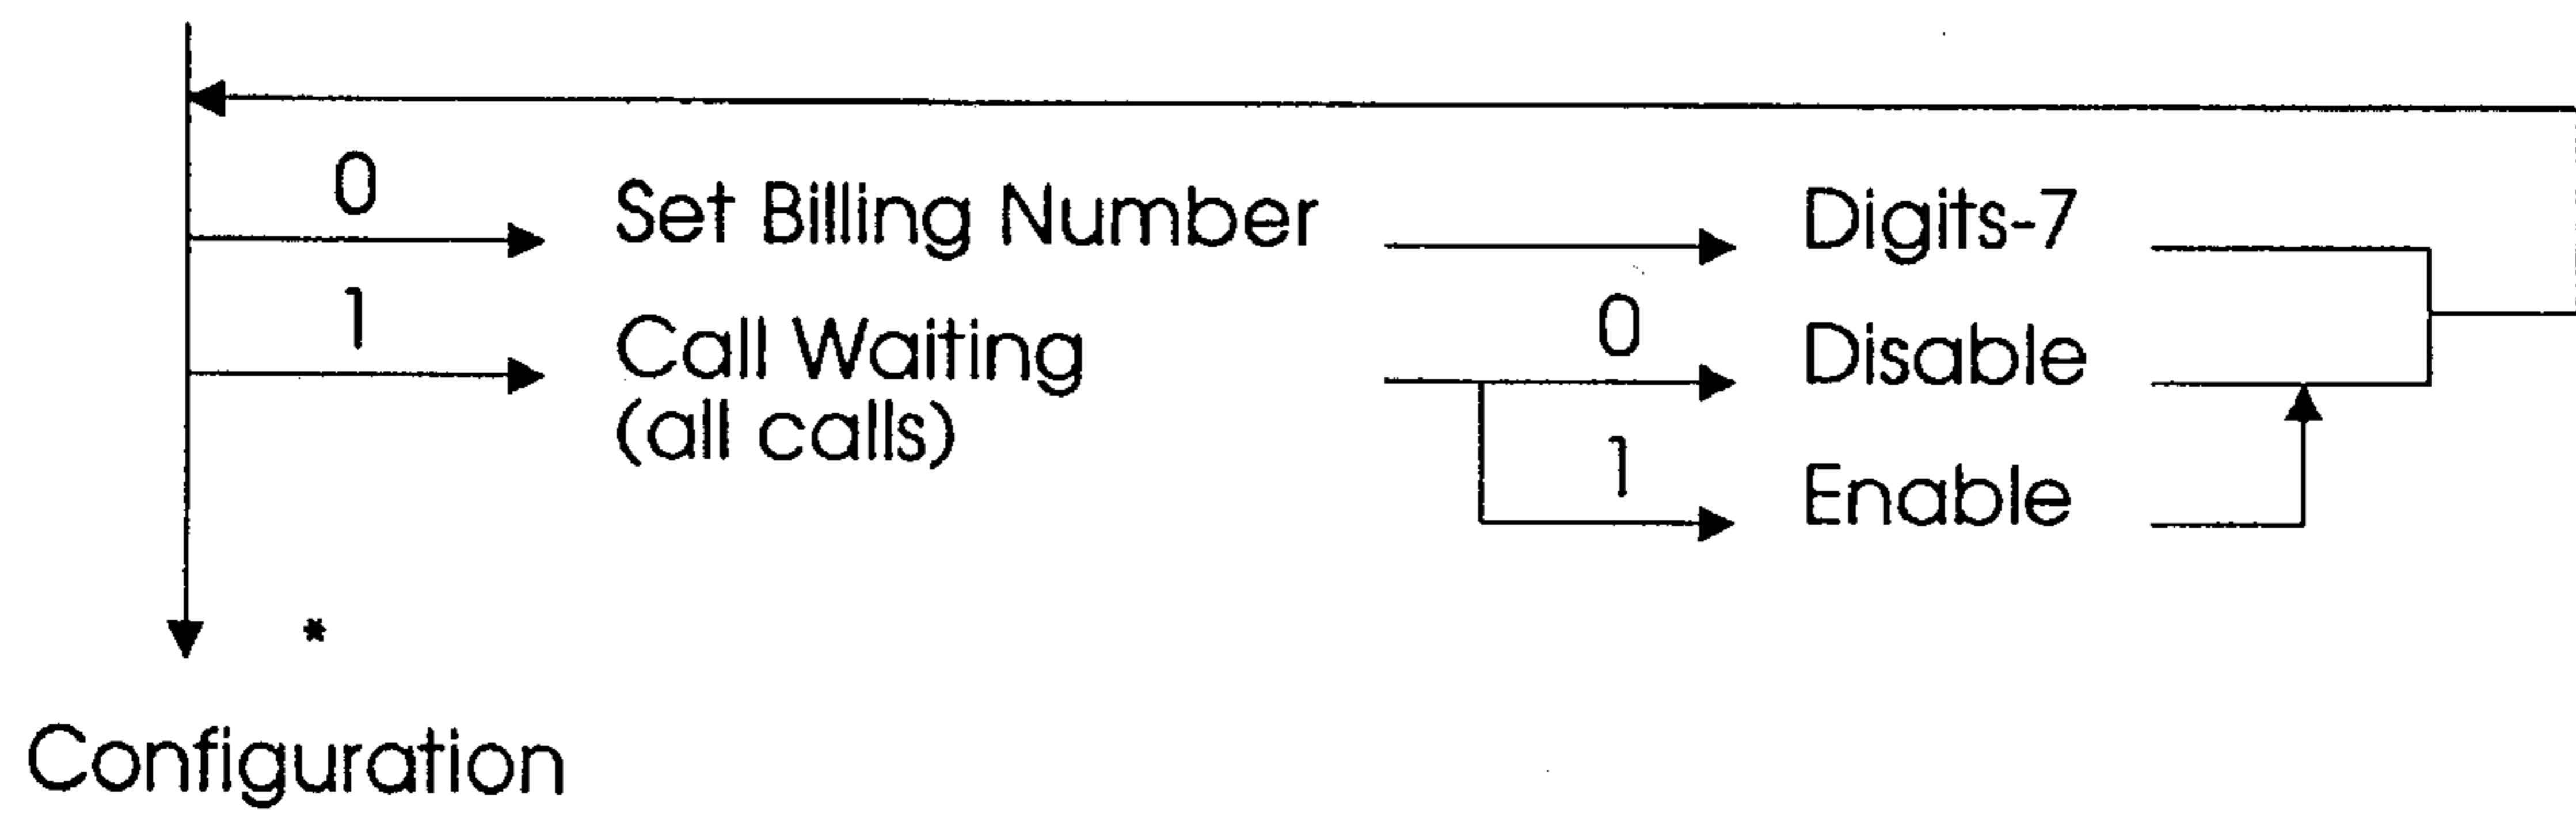 0
Set Billing Number
Digits-7
1
Call Waiting
(all calls)
0
Disable
1
Enable
*
Configuration